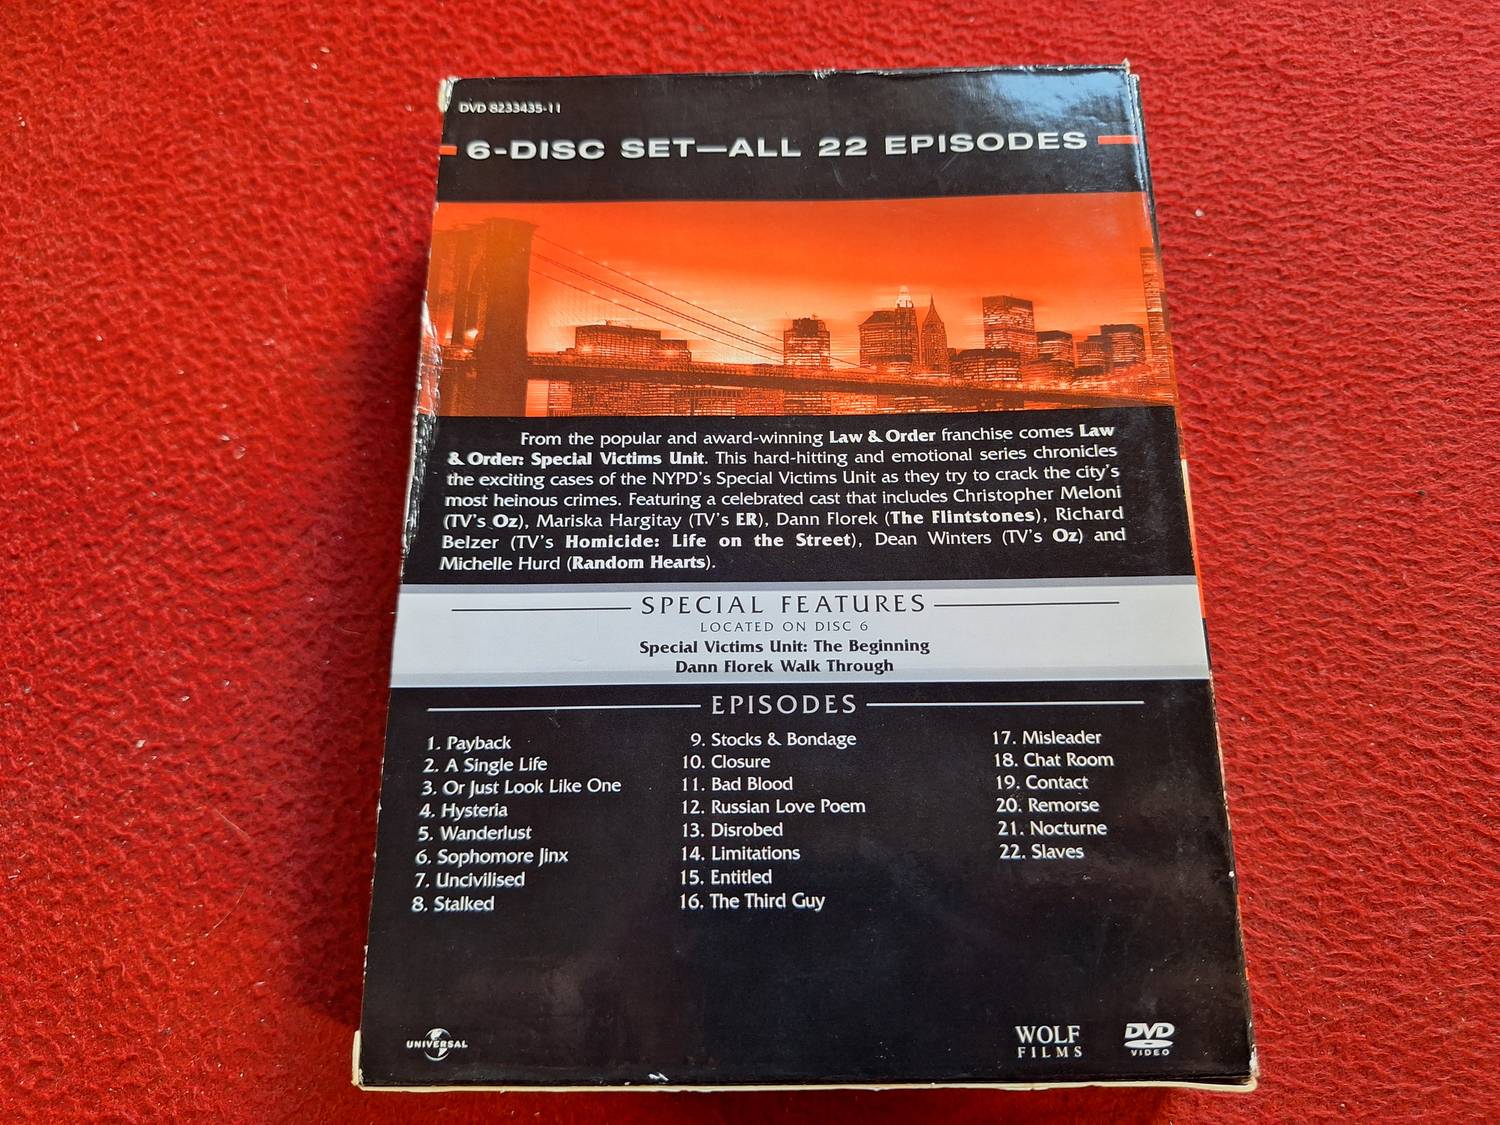 DVD 8233435-11
6-DISC SET—ALL 22 EPISODES
From the popular and award-winning Law & Order franchise comes Law
& Order: Special Victims Unit. This hard-hitting and emotional series chronicles
the exciting cases of the NYPD's Special Victims Unit as they try to crack the city's
most heinous crimes. Featuring a celebrated cast that includes Christopher Meloni
(TV's Oz), Mariska Hargitay (TV's ER), Dann Florek (The Flintstones), Richard
Belzer (TV's Homicide: Life on the Street), Dean Winters (TV's Oz) and
Michelle Hurd (Random Hearts).
SPECIAL FEATURES
LOCATED ON DISC 6
Special Victims Unit: The Beginning
Dann Florek Walk Through
EPISODES
1. Payback
2. A Single Life
3. Or Just Look Like One
4. Hysteria
5. Wanderlust
6. Sophomore Jinx
7. Uncivilised
8. Stalked
9. Stocks & Bondage
10. Closure
11. Bad Blood
12. Russian Love Poem
13. Disrobed
14. Limitations
15. Entitled
16. The Third Guy
17. Misleader
18. Chat Room
19. Contact
20. Remorse
21. Nocturne
22. Slaves
UNIVERSAL
WOLF
FILMS
DVD
VIDEO